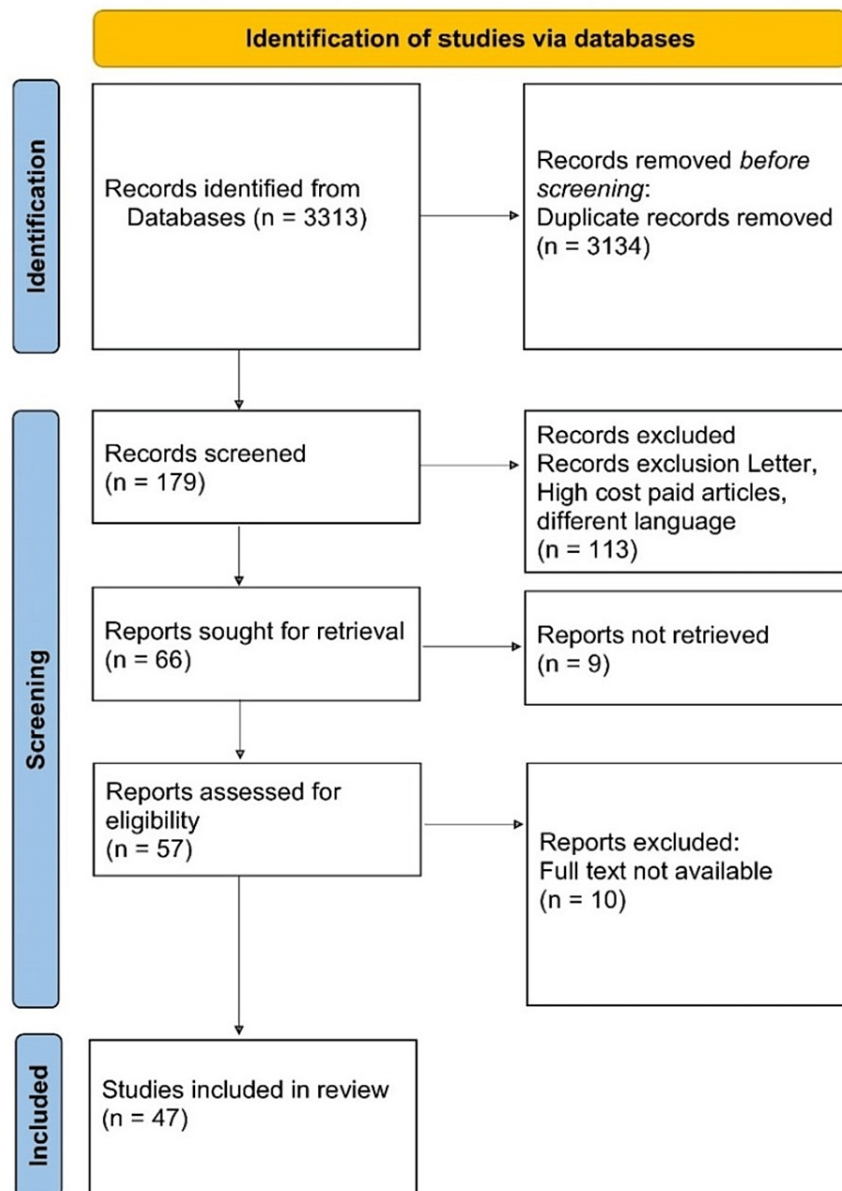 Identification of studies via databases
Identification
Records identified from
Databases (n = 3313)
Records removed before
screening:
Duplicate records removed
(n = 3134)
Screening
Records screened
(n = 179)
Records excluded
Records exclusion Letter,
High cost paid articles,
different language
(n = 113)
Reports sought for retrieval
(n = 66)
Reports not retrieved
(n = 9)
Reports assessed for
eligibility
(n = 57)
Reports excluded:
Full text not available
(n = 10)
Included
Studies included in review
(n = 47)